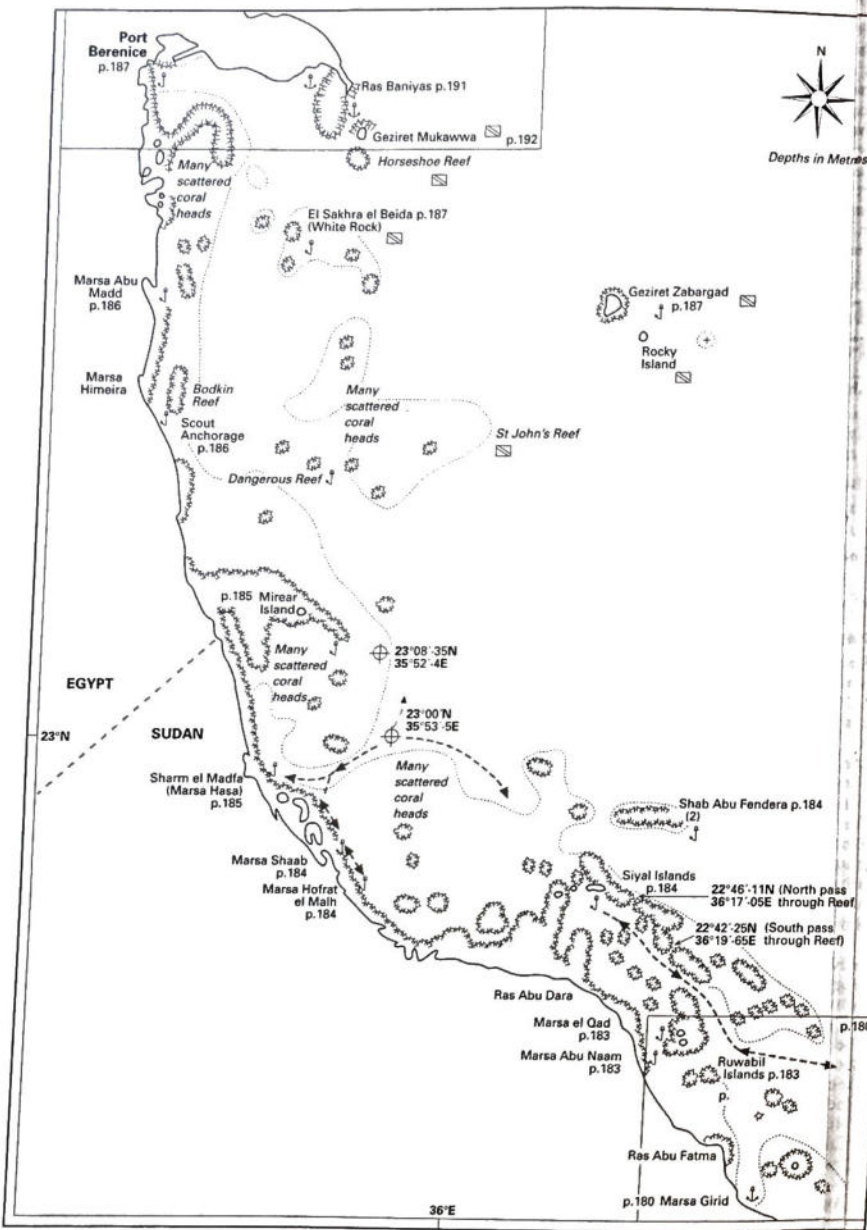 Port
Berenice
p.187
N
Ras Baniyas p.191
Geziret Mukawwa
p.192
Horseshoe Reef
Depths in Metres
Many
scattered
coral
heads
El Sakhra el Beida p.187
(White Rock)
Marsa Abu
Madd
p.186
Geziret Zabargad
p.187
Rocky
Island
Marsa
Himeira
Bodkin
Reef
Many
scattered
coral
heads
Scout
Anchorage
p.186
St John's Reef
Dangerous Reef
p.185
Mirear
Island
Many
scattered
coral
heads
23°08'·35N
35°52'·4E
EGYPT
23°00'N
35°53'·5E
23°N
SUDAN
Many
scattered
coral
heads
Sharm el Madfa
(Marsa Hasa)
p.185
Shab Abu Fendera p.184
(2)
Marsa Shaab
p.184
Siyal Islands
p.184
Marsa Hofrat
el Malh
p.184
22°46'·11N (North pass
36°17'·05E through Reef
22°42'·25N (South pass
36°19'·65E through Reef)
Ras Abu Dara
Marsa el Qad
p.183
p.180
Marsa Abu Naam
p.183
Ruwabil
Islands p.183
p.
Ras Abu Fatma
p.180 Marsa Girid
36°E